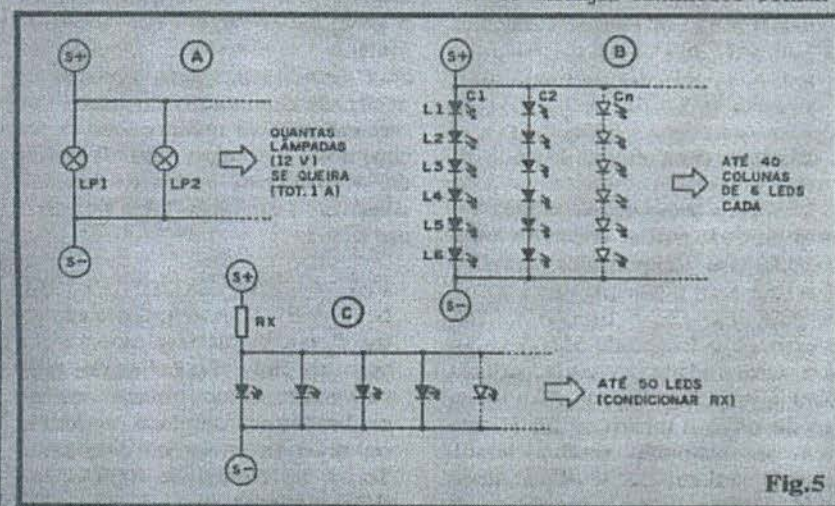 A
S+
LP1
LP2
S-
QUANTAS
LÂMPADAS
(12 V)
SE QUEIRA
(TOT. 1 A)
B
S+
C1
C2
Cn
L1
L2
L3
L4
L5
L6
S-
ATÉ 40
COLUNAS
DE 6 LEDS
CADA
C
S+
RX
S-
ATÉ 50 LEDS
(CONDICIONAR RX)
Fig.5